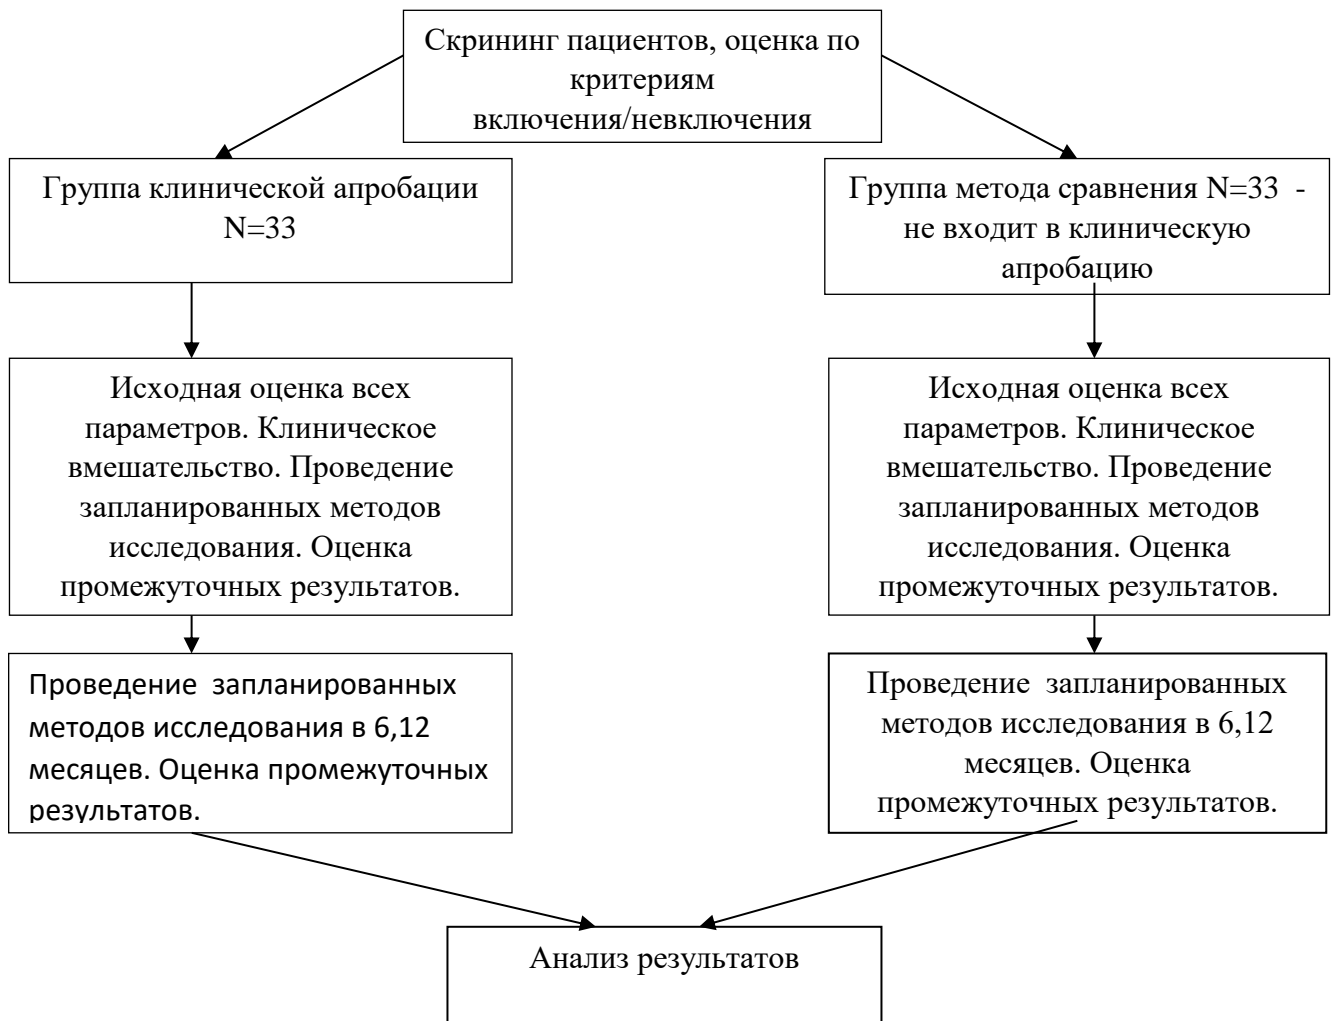 Скрининг пациентов, оценка по
критериям
включения/невключения
Группа клинической апробации
N=33
Группа метода сравнения N=33  -
не входит в клиническую
апробацию
Исходная оценка всех
параметров. Клиническое
вмешательство. Проведение
запланированных методов
исследования. Оценка
промежуточных результатов.
Исходная оценка всех
параметров. Клиническое
вмешательство. Проведение
запланированных методов
исследования. Оценка
промежуточных результатов.
Проведение  запланированных
методов исследования в 6,12
месяцев. Оценка промежуточных
результатов.
Проведение  запланированных
методов исследования в 6,12
месяцев. Оценка
промежуточных результатов.
Анализ результатов